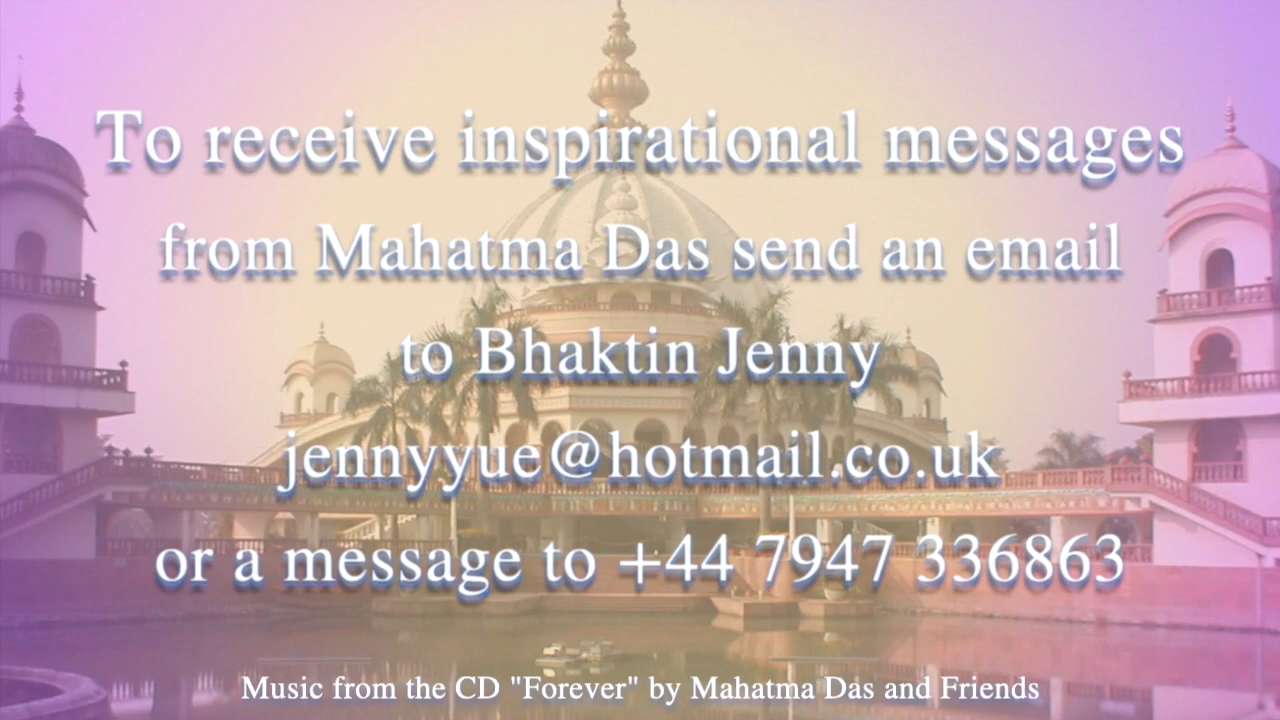 To receive inspirational messages
from Mahatma Das send an email
to Bhaktin Jenny
jennyyue@hotmail.co.uk
or a message to +44 7947 336863
Music from the CD "Forever" by Mahatma Das and Friends